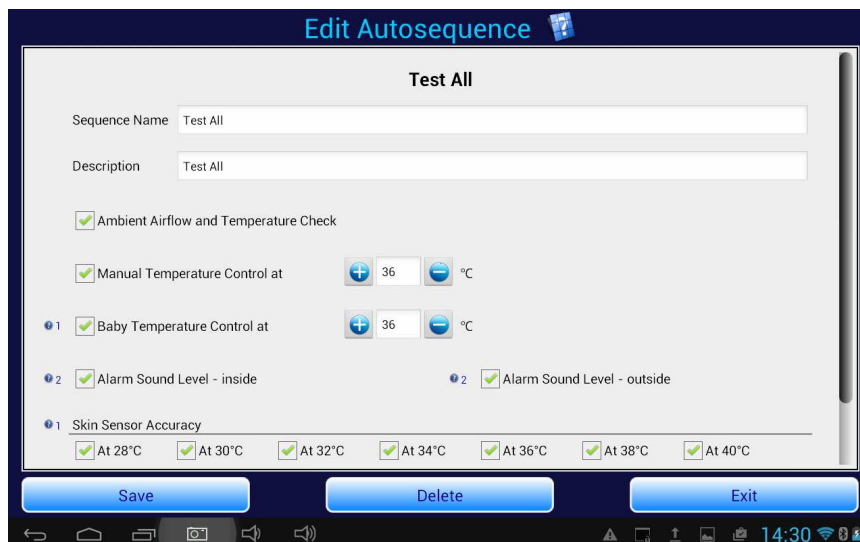 Edit Autosequence
Test All
Sequence Name Test All
Description Test All
Ambient Airflow and Temperature Check
Manual Temperature Control at 36 °C
1 Baby Temperature Control at 36 °C
2 Alarm Sound Level - inside 2 Alarm Sound Level - outside
1 Skin Sensor Accuracy
At 28°C At 30°C At 32°C At 34°C At 36°C At 38°C At 40°C
Save Delete Exit
14:30